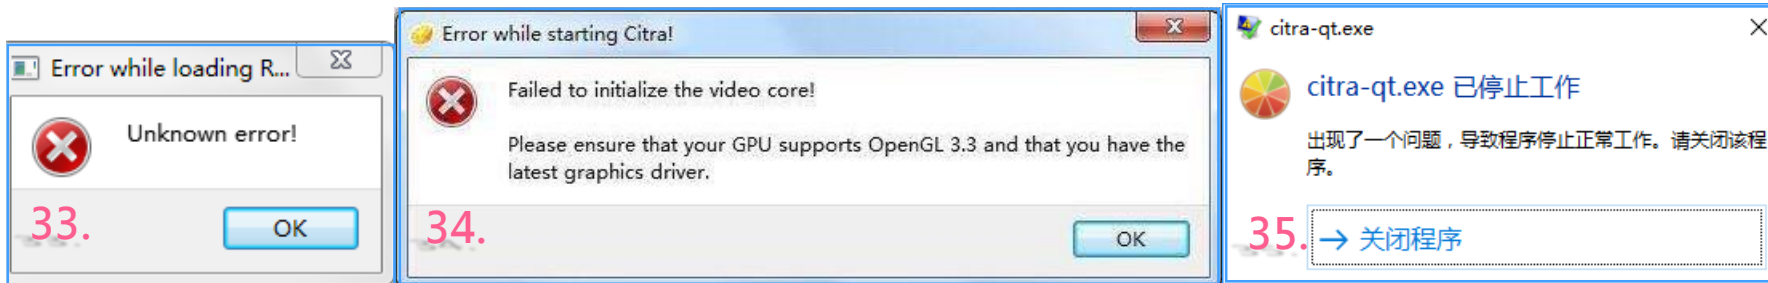 Error while loading R...
Unknown error!
OK
33.
Error while starting Citra!
Failed to initialize the video core!
Please ensure that your GPU supports OpenGL 3.3 and that you have the
latest graphics driver.
OK
34.
citra-qt.exe
citra-qt.exe 已停止工作
出现了一个问题，导致程序停止正常工作。请关闭该程
序。
35.
→ 关闭程序